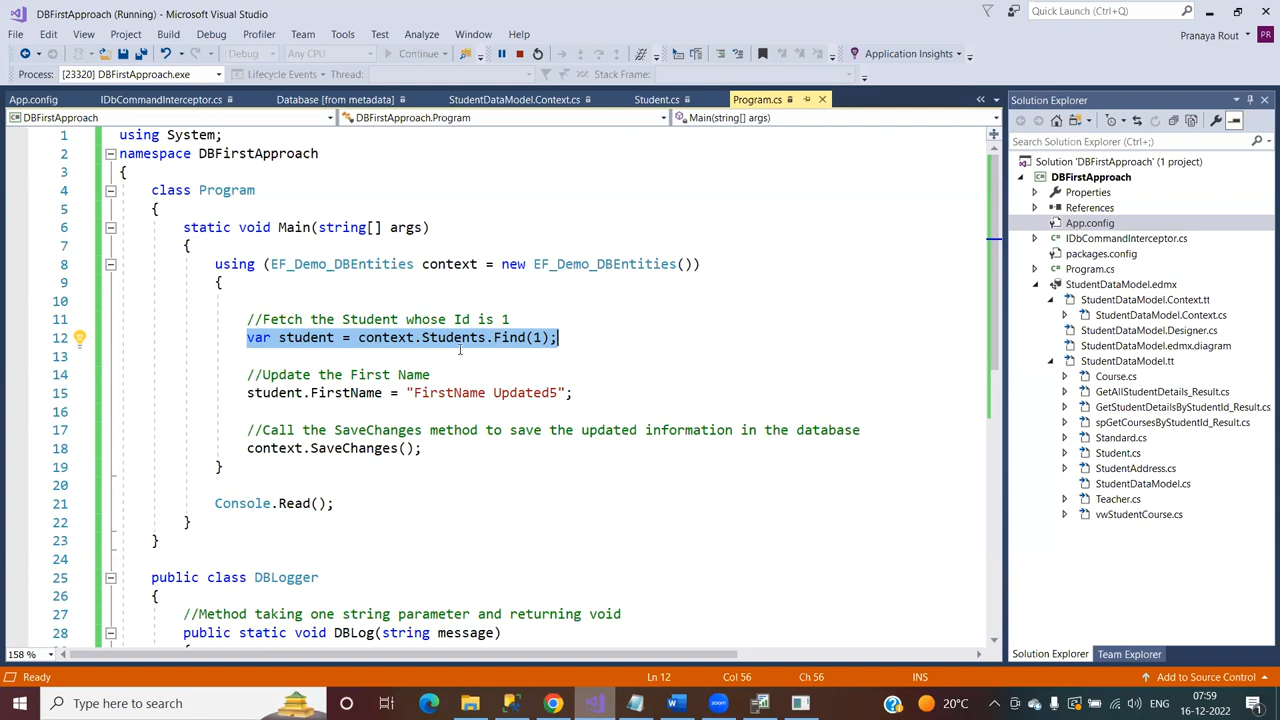 DBFirstApproach (Running) - Microsoft Visual Studio
Quick Launch (Ctrl+Q)
File Edit View Project Build Debug Profiler Team Tools Test Analyze Window Help
Pranaya Rout PR
Debug Any CPU Continue Application Insights
Process: [23320] DBFirstApproach.exe Lifecycle Events Thread: Stack Frame:
App.config IDbCommandInterceptor.cs Database [from metadata] StudentDataModel.Context.cs Student.cs Program.cs
DBFirstApproach DBFirstApproach.Program Main(string[] args)
1 using System;
2 namespace DBFirstApproach
3 {
4 class Program
5 {
6 static void Main(string[] args)
7 {
8 using (EF_Demo_DBEntities context = new EF_Demo_DBEntities())
9 {
10
11 //Fetch the Student whose Id is 1
12 var student = context.Students.Find(1);
13
14 //Update the First Name
15 student.FirstName = "FirstName Updated5";
16
17 //Call the SaveChanges method to save the updated information in the database
18 context.SaveChanges();
19 }
20
21 Console.Read();
22 }
23 }
24
25 public class DBLogger
26 {
27 //Method taking one string parameter and returning void
28 public static void DBLog(string message)
158 %
Solution Explorer
Search Solution Explorer (Ctrl+;)
Solution 'DBFirstApproach' (1 project)
DBFirstApproach
Properties
References
App.config
IDbCommandInterceptor.cs
packages.config
Program.cs
StudentDataModel.edmx
StudentDataModel.Context.tt
StudentDataModel.Context.cs
StudentDataModel.Designer.cs
StudentDataModel.edmx.diagram
StudentDataModel.tt
Course.cs
GetAllStudentDetails_Result.cs
GetStudentDetailsByStudentId_Result.cs
spGetCoursesByStudentId_Result.cs
Standard.cs
Student.cs
StudentAddress.cs
StudentDataModel.cs
Teacher.cs
vwStudentCourse.cs
Solution Explorer Team Explorer
Ready Ln 12 Col 56 Ch 56 INS Add to Source Control
Type here to search
20°C
ENG
07:59
16-12-2022